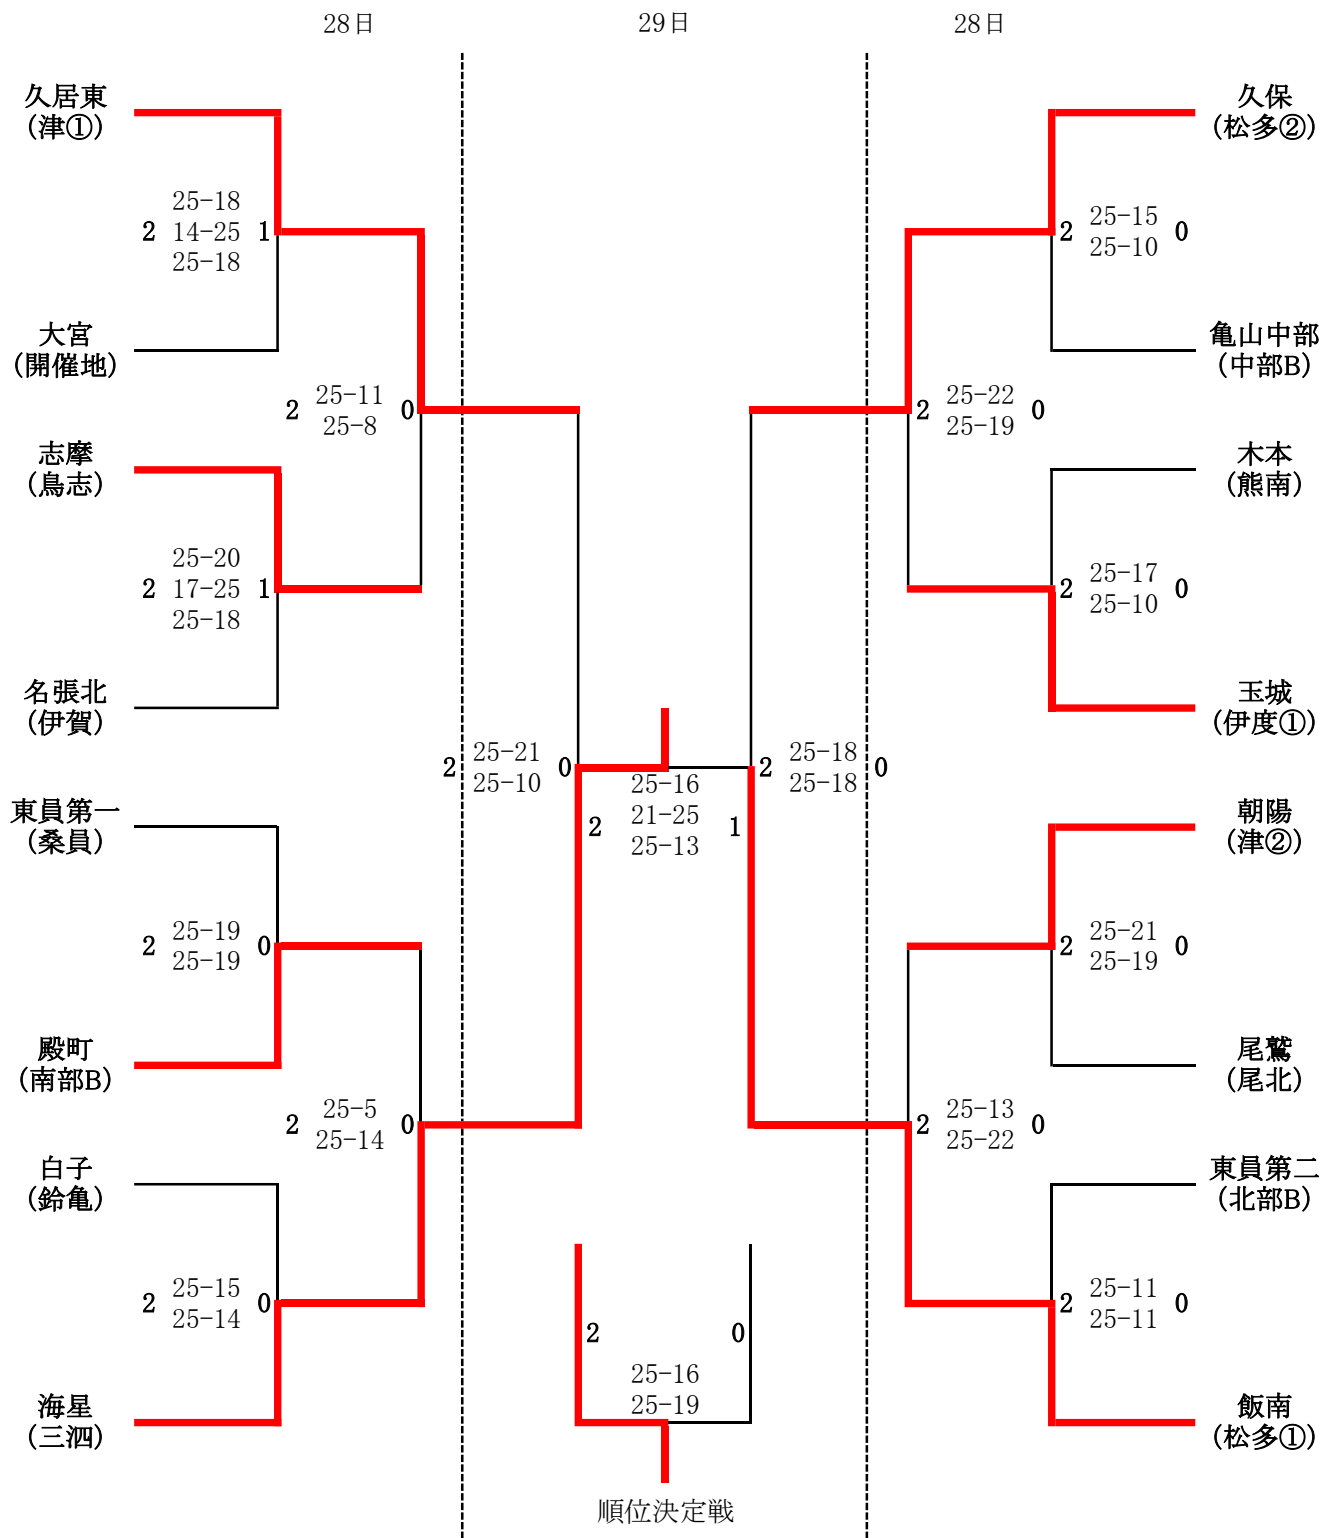 28日
29日
28日
久居東
(津①)
25-18
2 14-25 1
25-18
大宮
(開催地)
2 25-11 0
25-8
志摩
(鳥志)
25-20
2 17-25 1
25-18
名張北
(伊賀)
東員第一
(桑員)
2 25-19 0
25-19
殿町
(南部B)
2 25-5 0
25-14
白子
(鈴亀)
2 25-15 0
25-14
海星
(三泗)
2 25-21 0
25-10
25-16
2 21-25 1
25-13
2 25-18 0
25-18
2 0
25-16
25-19
順位決定戦
久保
(松多②)
2 25-15 0
25-10
亀山中部
(中部B)
2 25-22 0
25-19
木本
(熊南)
2 25-17 0
25-10
玉城
(伊度①)
朝陽
(津②)
2 25-21 0
25-19
尾鷲
(尾北)
2 25-13 0
25-22
東員第二
(北部B)
2 25-11 0
25-11
飯南
(松多①)